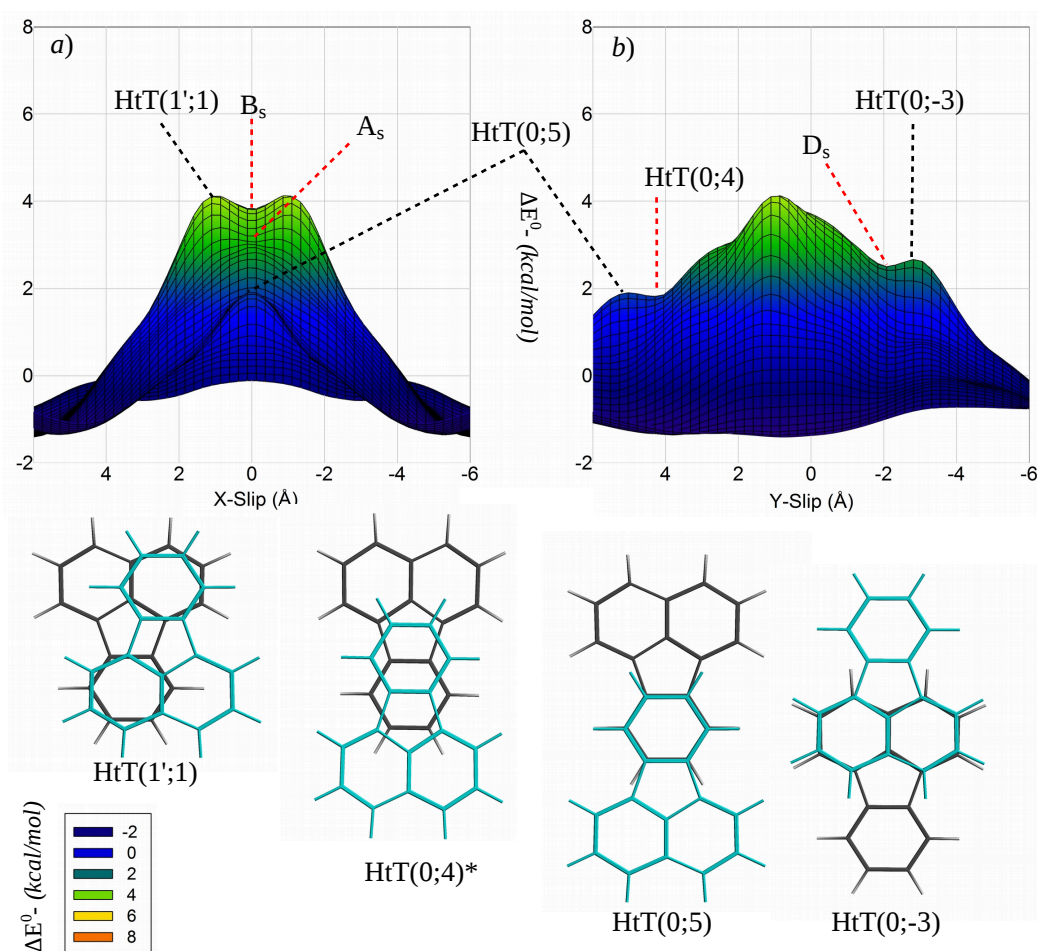 a)
b)
HtT(1';1)
Bs
As
HtT(0;5)
HtT(0;4)
Ds
HtT(0;-3)
8
6
4
2
0
-2
4
2
0
-2
-4
-6
X-Slip (Å)
ΔE⁰- (kcal/mol)
8
6
4
2
0
-2
4
2
0
-2
-4
-6
Y-Slip (Å)
HtT(1';1)
HtT(0;4)*
HtT(0;5)
HtT(0;-3)
ΔE⁰- (kcal/mol)
-2
0
2
4
6
8